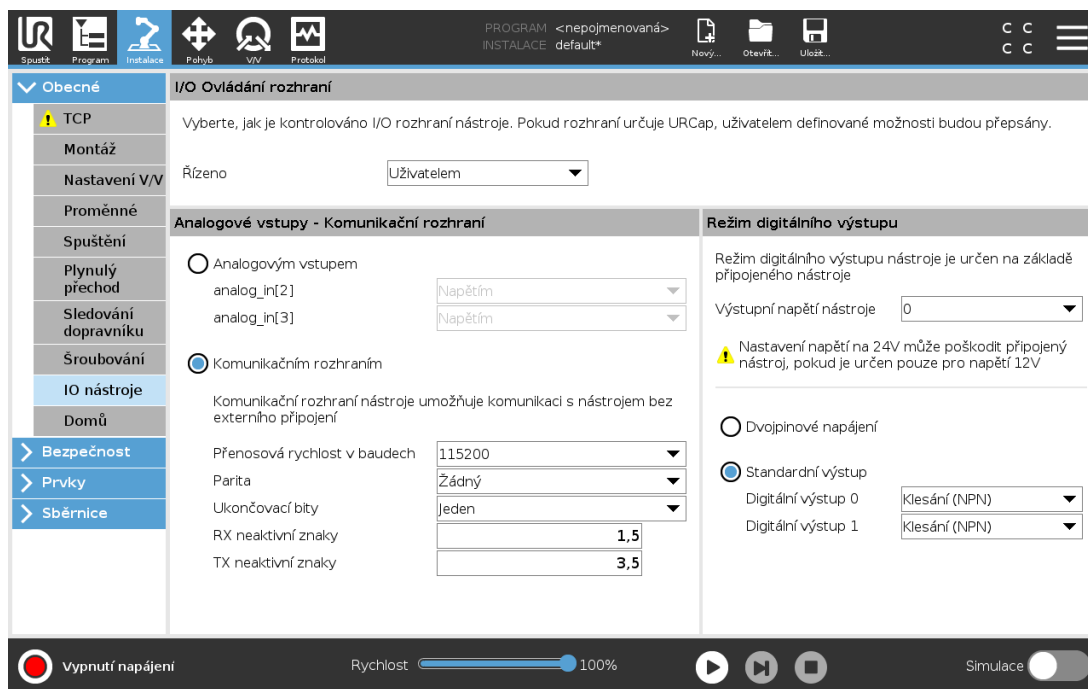 PROGRAM <nepojmenovaná>
INSTALACE default*
C C
C C
Spustit Program Instalace Pohyb V/V Protokol
Nový... Otevřít... Uložit...
Obecné
TCP
Montáž
Nastavení V/V
Proměnné
Spuštění
Plynulý
přechod
Sledování
dopravníku
Šroubování
IO nástroje
Domů
Bezpečnost
Prvky
Sběrnice
I/O Ovládání rozhraní
Vyberte, jak je kontrolováno I/O rozhraní nástroje. Pokud rozhraní určuje URCap, uživatelem definované možnosti budou přepsány.
Řízeno Uživatelem
Analogové vstupy - Komunikační rozhraní
Analogovým vstupem
analog_in[2] Napětím
analog_in[3] Napětím
Komunikačním rozhraním
Komunikační rozhraní nástroje umožňuje komunikaci s nástrojem bez
externího připojení
Přenosová rychlost v baudech 115200
Parita Žádný
Ukončovací bity Jeden
RX neaktivní znaky 1,5
TX neaktivní znaky 3,5
Režim digitálního výstupu
Režim digitálního výstupu nástroje je určen na základě
připojeného nástroje
Výstupní napětí nástroje 0
Nastavení napětí na 24V může poškodit připojený
nástroj, pokud je určen pouze pro napětí 12V
Dvojpinové napájení
Standardní výstup
Digitální výstup 0 Klesání (NPN)
Digitální výstup 1 Klesání (NPN)
Vypnutí napájení
Rychlost 100%
Simulace